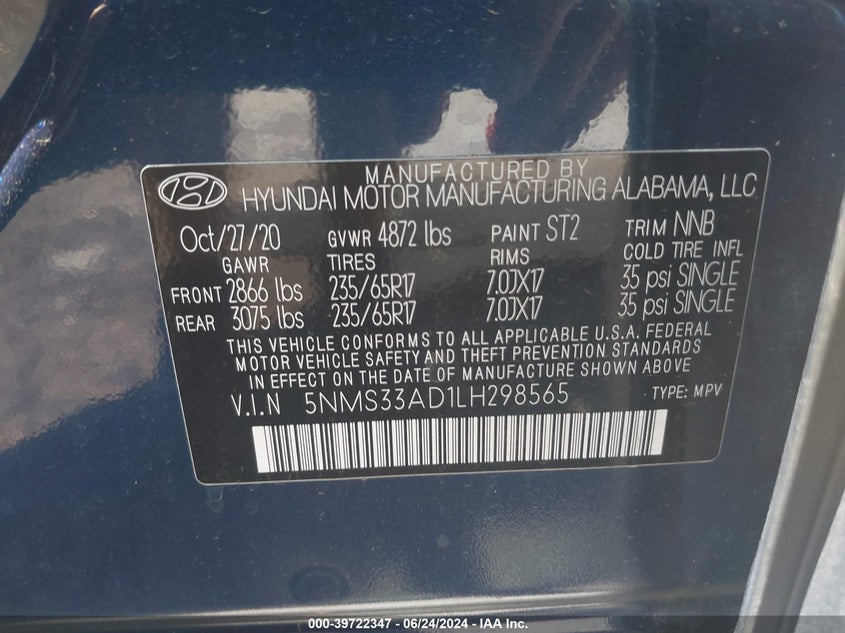 MANUFACTURED BY
HYUNDAI MOTOR MANUFACTURING ALABAMA, LLC
Oct/27/20 GVWR 4872 lbs PAINT ST2 TRIM NNB
GAWR TIRES RIMS COLD TIRE INFL
FRONT 2866 lbs 235/65R17 7.0JX17 35 psi SINGLE
REAR 3075 lbs 235/65R17 7.0JX17 35 psi SINGLE
THIS VEHICLE CONFORMS TO ALL APPLICABLE U.S.A. FEDERAL
MOTOR VEHICLE SAFETY AND THEFT PREVENTION STANDARDS
IN EFFECT ON THE DATE OF MANUFACTURE SHOWN ABOVE
V.I.N 5NMS33AD1LH298565 TYPE: MPV
000-39722347 - 06/24/2024 - IAA Inc.